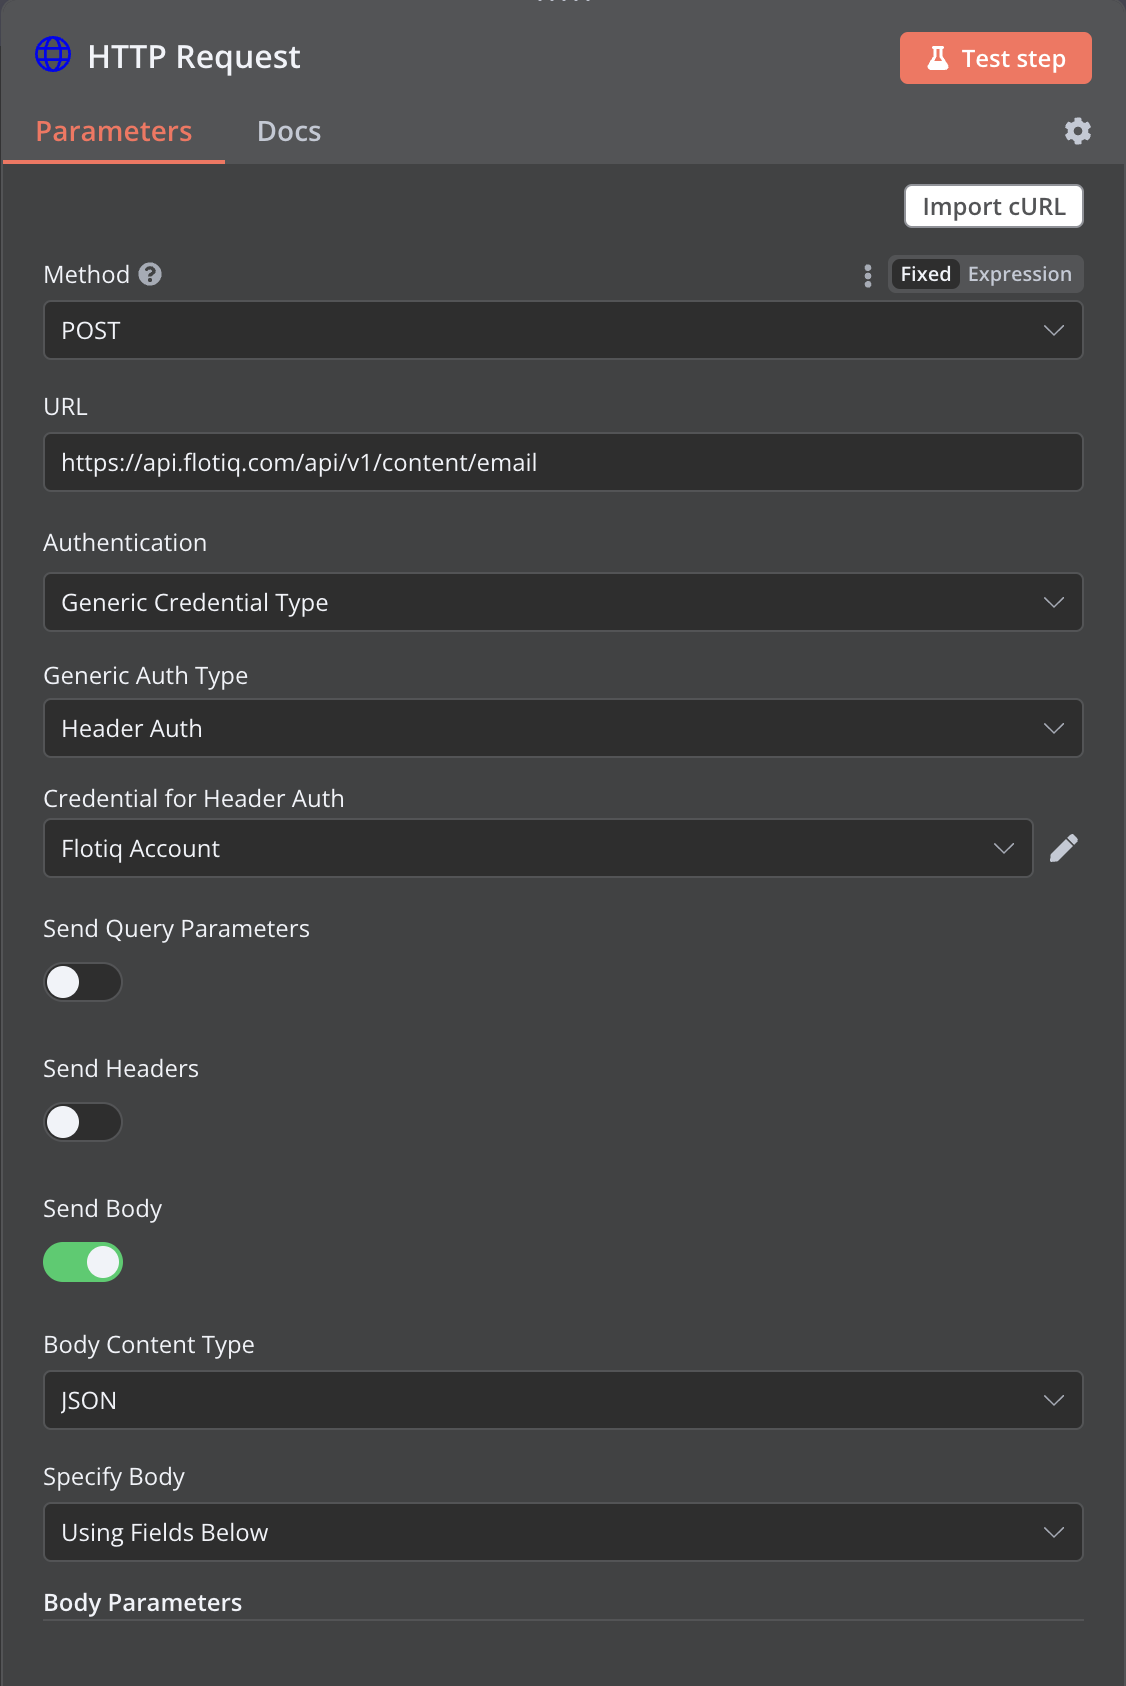 HTTP Request
Test step
Parameters
Docs
Import cURL
Method
Fixed
Expression
POST
URL
https://api.flotiq.com/api/v1/content/email
Authentication
Generic Credential Type
Generic Auth Type
Header Auth
Credential for Header Auth
Flotiq Account
Send Query Parameters
Send Headers
Send Body
Body Content Type
JSON
Specify Body
Using Fields Below
Body Parameters